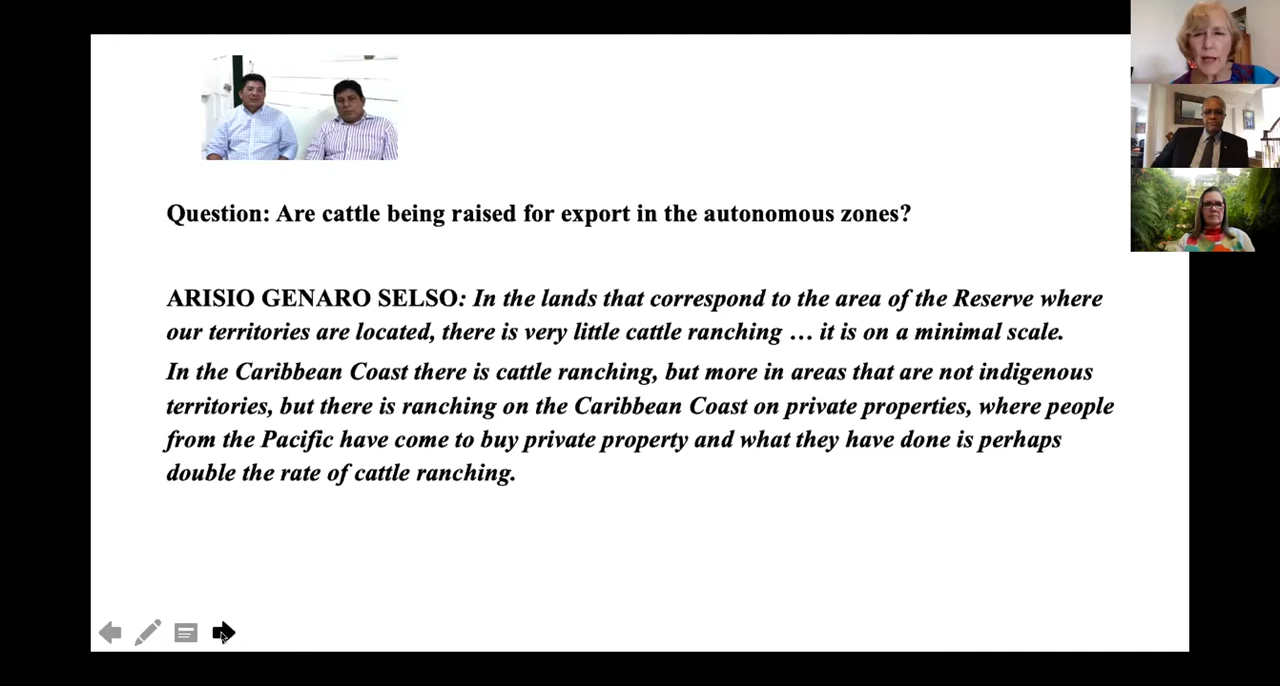 Question: Are cattle being raised for export in the autonomous zones?
ARISIO GENARO SELSO: In the lands that correspond to the area of the Reserve where
our territories are located, there is very little cattle ranching … it is on a minimal scale.
In the Caribbean Coast there is cattle ranching, but more in areas that are not indigenous
territories, but there is ranching on the Caribbean Coast on private properties, where people
from the Pacific have come to buy private property and what they have done is perhaps
double the rate of cattle ranching.